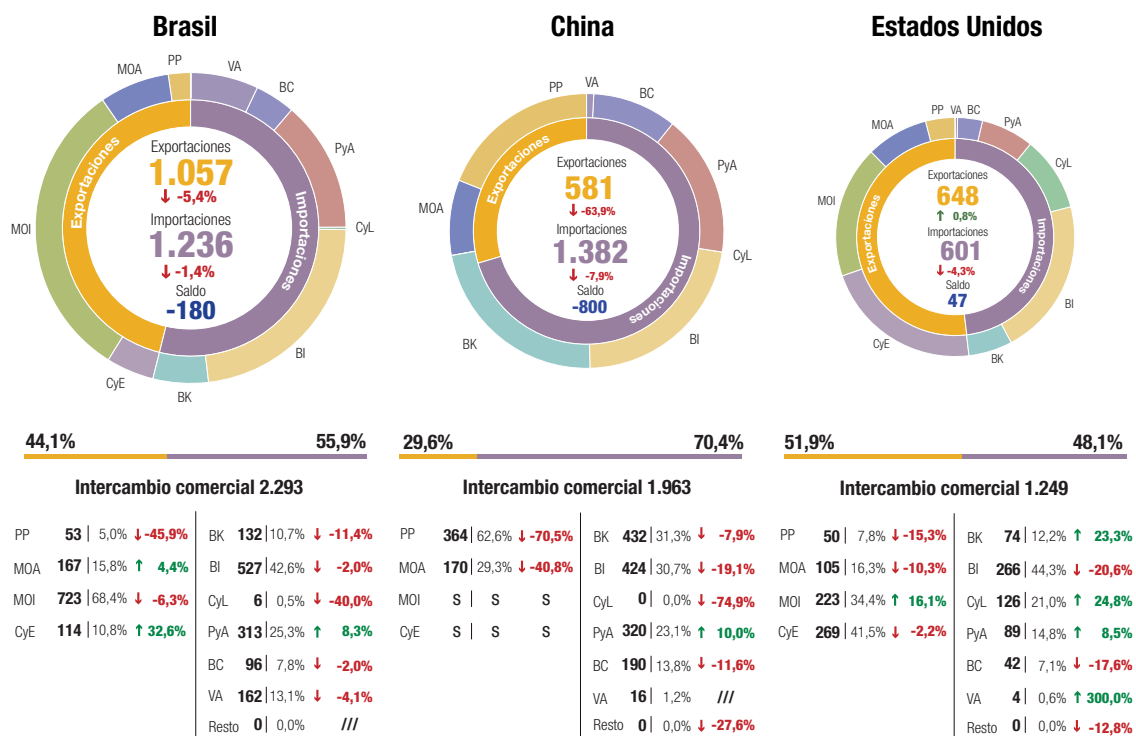 Brasil
PP
VA
MOA
BC
PyA
MOI
CyL
BI
CyE
BK
Exportaciones
Importaciones
Exportaciones
1.057
↓ -5,4%
Importaciones
1.236
↓ -1,4%
Saldo
-180
China
PP
VA
BC
PyA
MOA
CyL
BK
BI
Exportaciones
Importaciones
Exportaciones
581
↓ -63,9%
Importaciones
1.382
↓ -7,9%
Saldo
-800
Estados Unidos
PP
VA
BC
MOA
PyA
CyL
MOI
BI
CyE
BK
Exportaciones
Importaciones
Exportaciones
648
↑ 0,8%
Importaciones
601
↓ -4,3%
Saldo
47
44,1% 55,9%
Intercambio comercial 2.293
PP 53 | 5,0% ↓ -45,9%
MOA 167 | 15,8% ↑ 4,4%
MOI 723 | 68,4% ↓ -6,3%
CyE 114 | 10,8% ↑ 32,6%
BK 132 | 10,7% ↓ -11,4%
BI 527 | 42,6% ↓ -2,0%
CyL 6 | 0,5% ↓ -40,0%
PyA 313 | 25,3% ↑ 8,3%
BC 96 | 7,8% ↓ -2,0%
VA 162 | 13,1% ↓ -4,1%
Resto 0 | 0,0% ///
29,6% 70,4%
Intercambio comercial 1.963
PP 364 | 62,6% ↓ -70,5%
MOA 170 | 29,3% ↓ -40,8%
MOI S | S S
CyE S | S S
BK 432 | 31,3% ↓ -7,9%
BI 424 | 30,7% ↓ -19,1%
CyL 0 | 0,0% ↓ -74,9%
PyA 320 | 23,1% ↑ 10,0%
BC 190 | 13,8% ↓ -11,6%
VA 16 | 1,2% ///
Resto 0 | 0,0% ↓ -27,6%
51,9% 48,1%
Intercambio comercial 1.249
PP 50 | 7,8% ↓ -15,3%
MOA 105 | 16,3% ↓ -10,3%
MOI 223 | 34,4% ↑ 16,1%
CyE 269 | 41,5% ↓ -2,2%
BK 74 | 12,2% ↑ 23,3%
BI 266 | 44,3% ↓ -20,6%
CyL 126 | 21,0% ↑ 24,8%
PyA 89 | 14,8% ↑ 8,5%
BC 42 | 7,1% ↓ -17,6%
VA 4 | 0,6% ↑ 300,0%
Resto 0 | 0,0% ↓ -12,8%